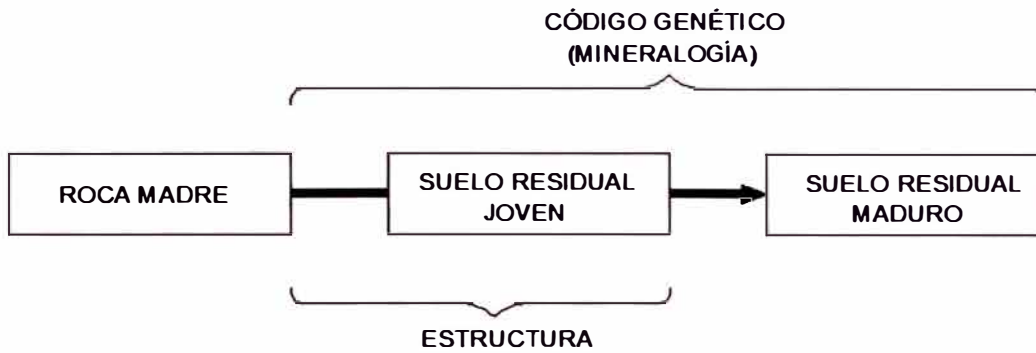 CÓDIGO GENÉTICO
(MINERALOGÍA)
ROCA MADRE
SUELO RESIDUAL
JOVEN
SUELO RESIDUAL
MADURO
ESTRUCTURA